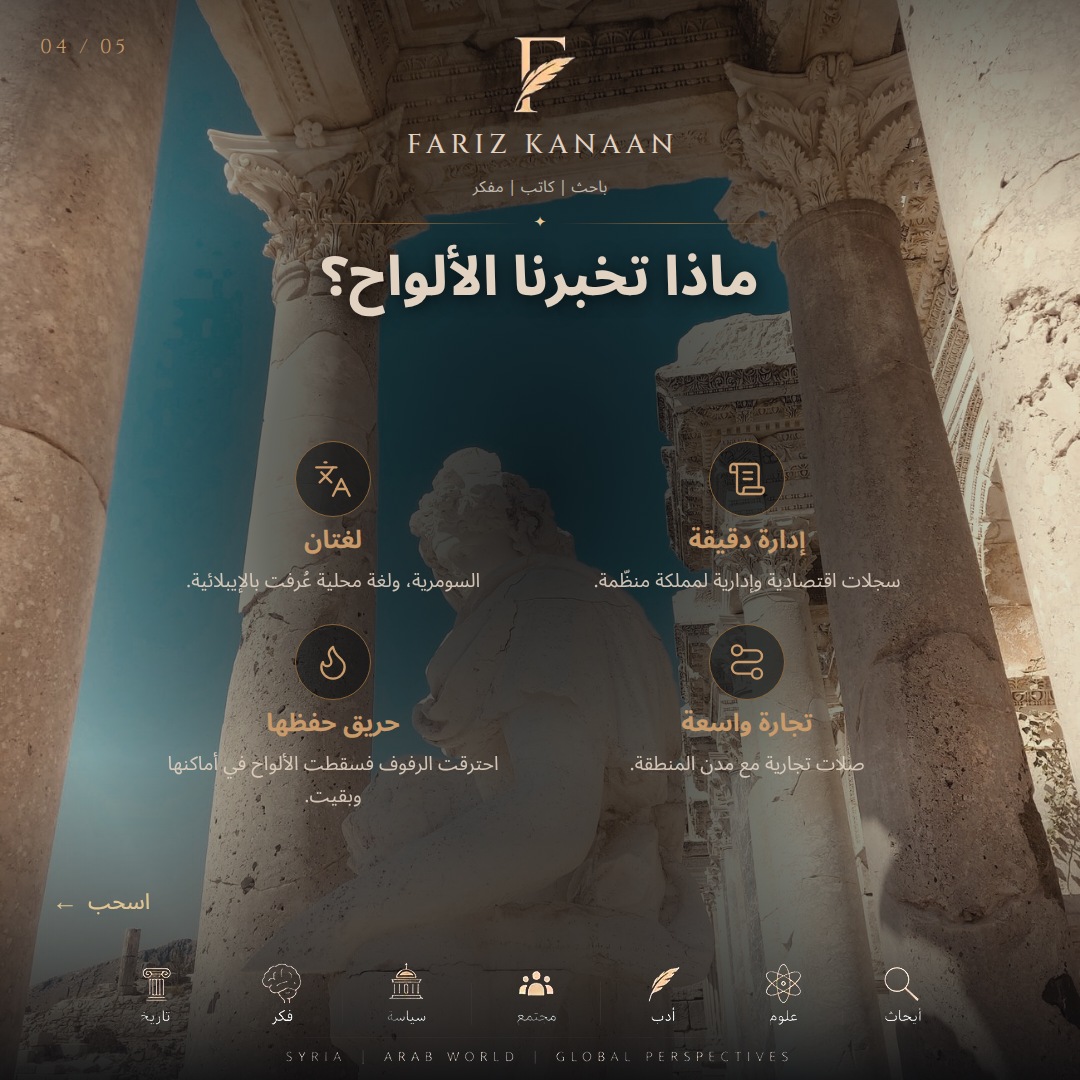 04 / 05
F
FARIZ KANAAN
باحث | كاتب | مفكر
ماذا تخبرنا الألواح؟
إدارة دقيقة
سجلات اقتصادية وإدارية لمملكة منظّمة.
لغتان
السومرية، ولغة محلية عُرفت بالإيبلائية.
تجارة واسعة
صلات تجارية مع مدن المنطقة.
حريق حفظها
احترقت الرفوف فسقطت الألواح في أماكنها
وبقيت.
اسحب ←
أبحاث
علوم
أدب
مجتمع
سياسة
فكر
تاريخ
SYRIA | ARAB WORLD | GLOBAL PERSPECTIVES